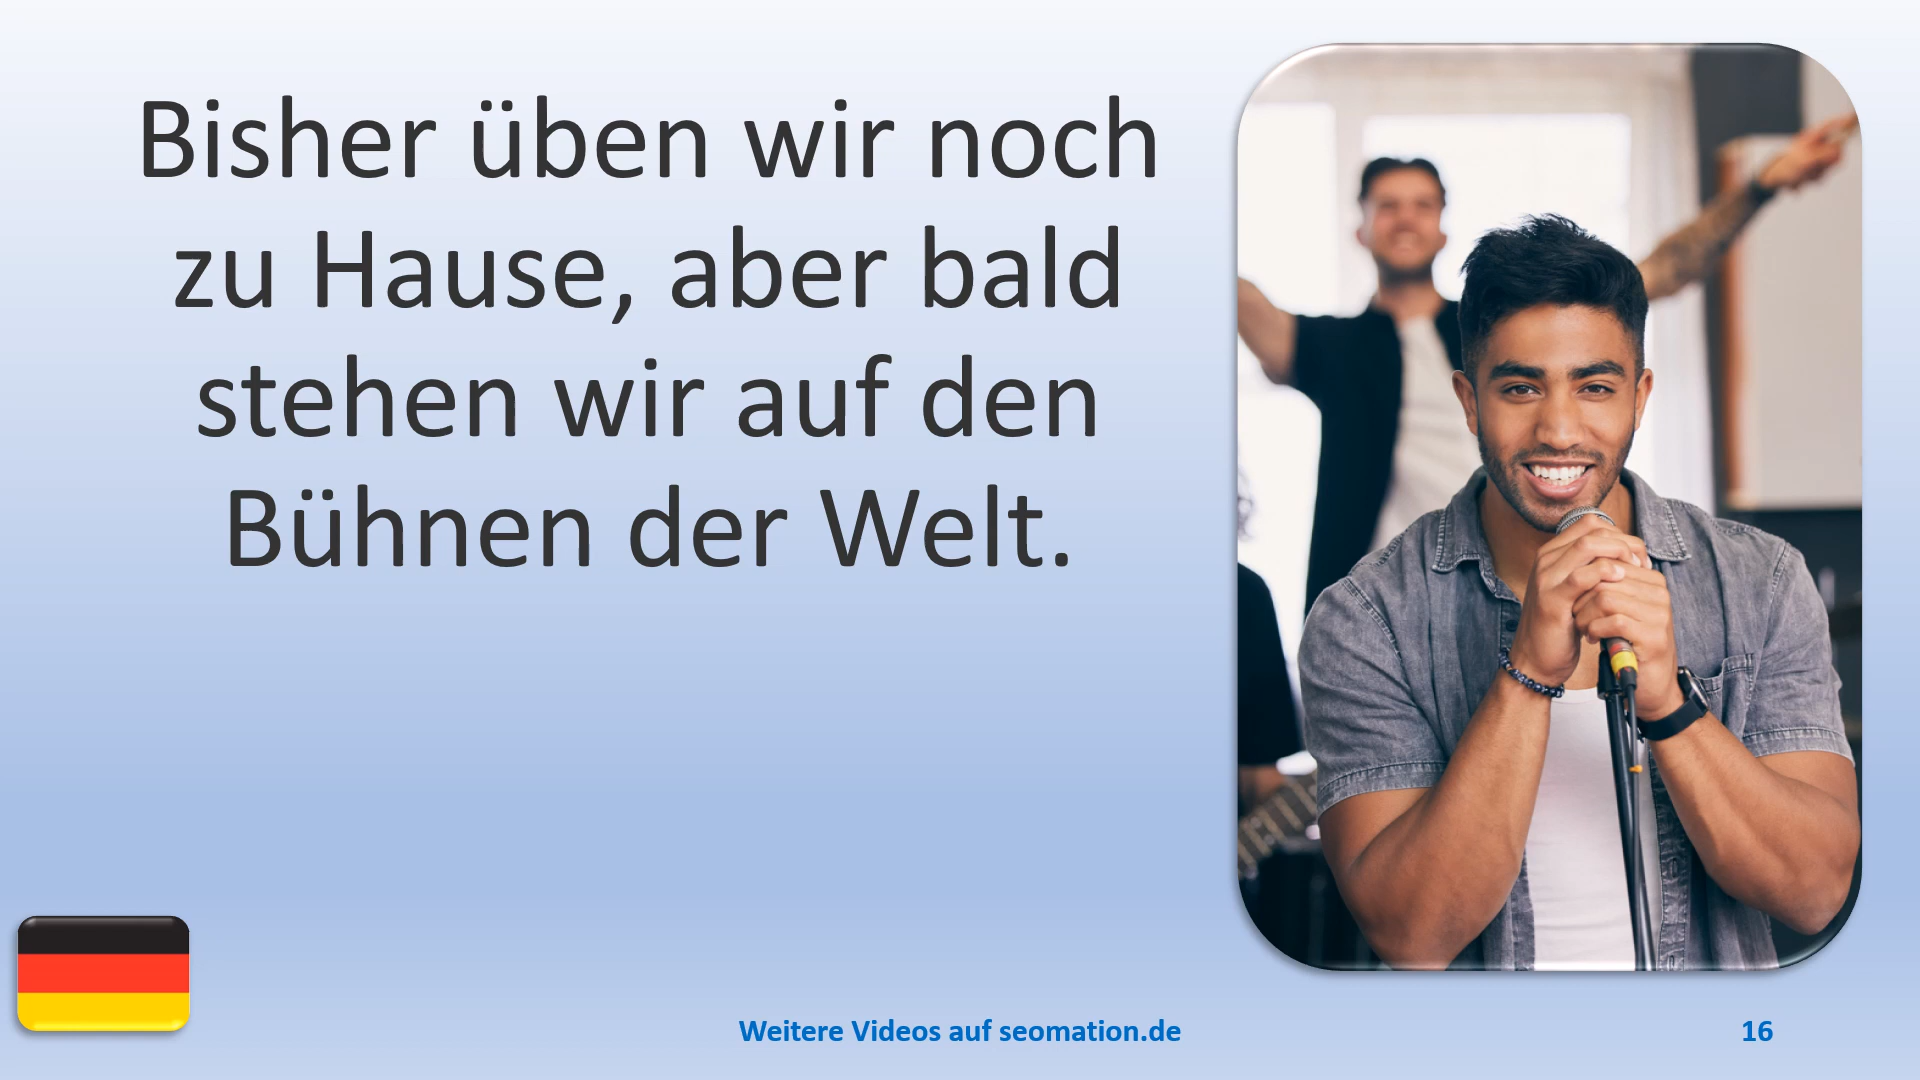 Bisher üben wir noch
zu Hause, aber bald
stehen wir auf den
Bühnen der Welt.
Weitere Videos auf seomation.de
16